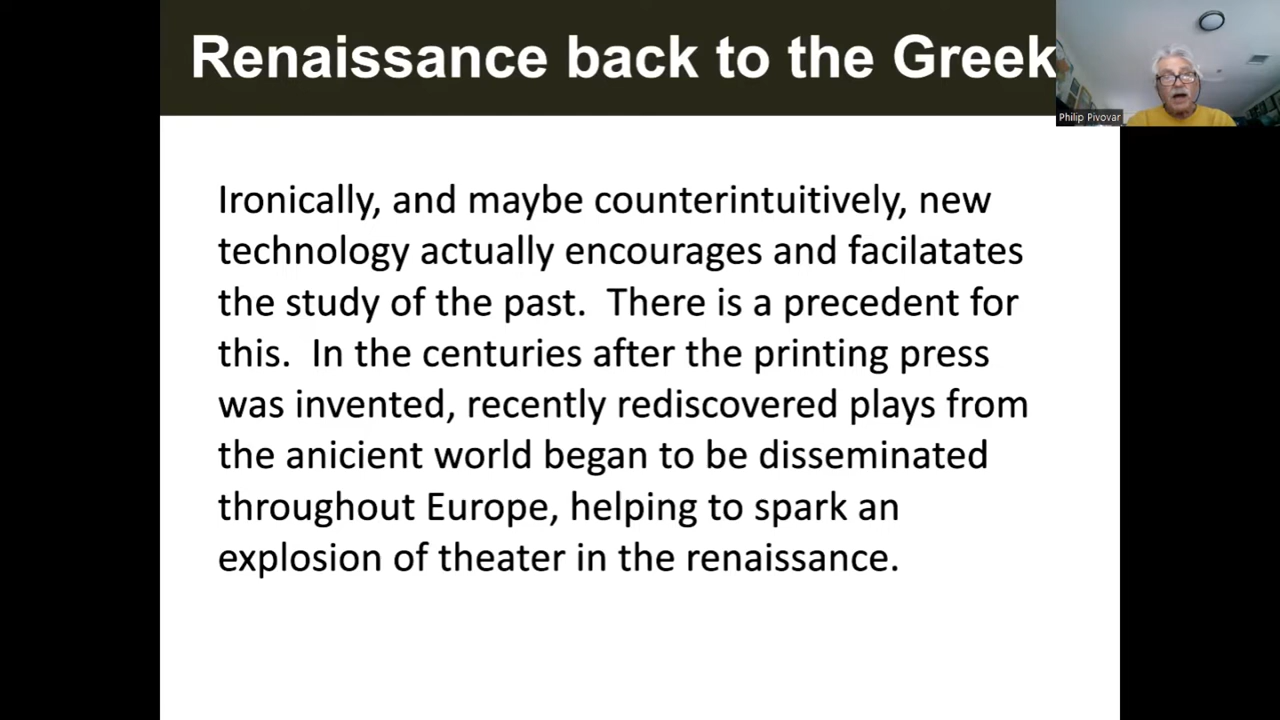 Renaissance back to the Greek
Philip Pivovar
Ironically, and maybe counterintuitively, new
technology actually encourages and facilatates
the study of the past.  There is a precedent for
this.  In the centuries after the printing press
was invented, recently rediscovered plays from
the anicient world began to be disseminated
throughout Europe, helping to spark an
explosion of theater in the renaissance.